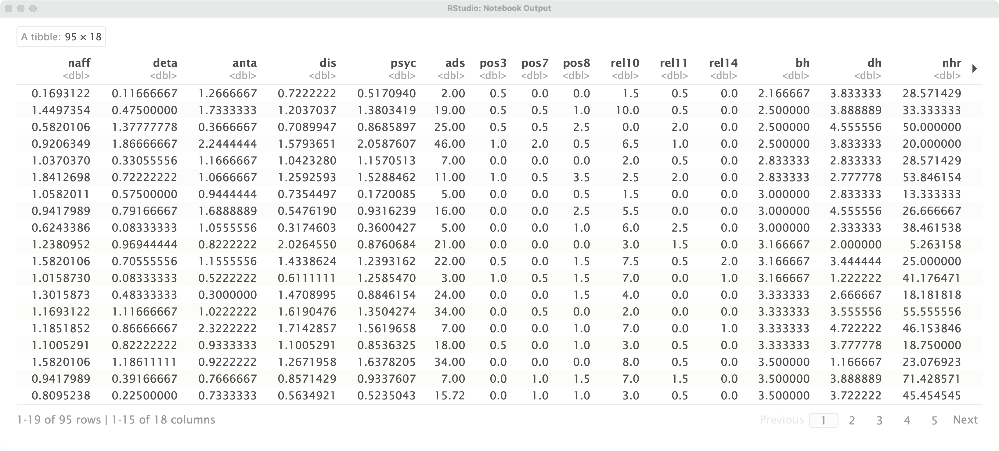 RStudio: Notebook Output
A tibble: 95 × 18
naff deta anta dis psyc ads pos3 pos7 pos8 rel10 rel11 rel14 bh dh nhr
<dbl> <dbl> <dbl> <dbl> <dbl> <dbl> <dbl> <dbl> <dbl> <dbl> <dbl> <dbl> <dbl> <dbl> <dbl>
0.1693122 0.11666667 1.2666667 0.7222222 0.5170940 2.00 0.5 0.0 0.0 1.5 0.5 0.0 2.166667 3.833333 28.571429
1.4497354 0.47500000 1.7333333 1.2037037 1.3803419 19.00 0.5 0.5 1.0 10.0 0.5 0.0 2.500000 3.888889 33.333333
0.5820106 1.37777778 0.3666667 0.7089947 0.8685897 25.00 0.5 0.5 2.5 0.0 2.0 0.0 2.500000 4.555556 50.000000
0.9206349 1.86666667 2.2444444 1.5793651 2.0587607 46.00 1.0 2.0 0.5 6.5 1.0 0.0 2.500000 3.833333 20.000000
1.0370370 0.33055556 1.1666667 1.0423280 1.1570513 7.00 0.0 0.0 0.0 2.0 0.5 0.0 2.833333 2.833333 28.571429
1.8412698 0.72222222 1.0666667 1.2592593 1.5288462 11.00 1.0 0.5 3.5 2.5 2.0 0.0 2.833333 2.777778 53.846154
1.0582011 0.57500000 0.9444444 0.7354497 0.1720085 5.00 0.0 0.0 0.5 1.5 0.0 0.0 3.000000 2.833333 13.333333
0.9417989 0.79166667 1.6888889 0.5476190 0.9316239 16.00 0.0 0.0 2.5 5.5 0.0 0.0 3.000000 4.555556 26.666667
0.6243386 0.08333333 1.0555556 0.3174603 0.3600427 5.00 0.0 0.0 1.0 6.0 2.5 0.0 3.000000 2.333333 38.461538
1.2380952 0.96944444 0.8222222 2.0264550 0.8760684 21.00 0.0 0.0 0.0 3.0 1.5 0.0 3.166667 2.000000 5.263158
1.5820106 0.70555556 1.1555556 1.4338624 1.2393162 22.00 0.5 0.0 1.5 7.5 0.5 2.0 3.166667 3.444444 25.000000
1.0158730 0.08333333 0.5222222 0.6111111 1.2585470 3.00 1.0 0.5 1.5 7.0 0.0 1.0 3.166667 1.222222 41.176471
1.3015873 0.48333333 0.3000000 1.4708995 0.8846154 24.00 0.0 0.0 1.5 4.0 0.0 0.0 3.333333 2.666667 18.181818
1.1693122 1.11666667 1.0222222 1.6190476 1.3504274 34.00 0.0 0.5 0.0 2.0 0.0 0.0 3.333333 3.555556 55.555556
1.1851852 0.86666667 2.3222222 1.7142857 1.5619658 7.00 0.0 0.0 1.0 7.0 0.0 1.0 3.333333 4.722222 46.153846
1.1005291 0.82222222 0.9333333 1.1005291 0.8536325 18.00 0.5 0.0 1.0 3.0 0.5 0.0 3.333333 3.777778 18.750000
1.5820106 1.18611111 0.9222222 1.2671958 1.6378205 34.00 0.0 0.0 0.0 8.0 0.5 0.0 3.500000 1.166667 23.076923
0.9417989 0.39166667 0.7666667 0.8571429 0.9337607 7.00 0.0 1.0 1.5 7.0 1.5 0.0 3.500000 3.888889 71.428571
0.8095238 0.22500000 0.7333333 0.5634921 0.5235043 15.72 0.0 1.0 1.0 3.0 0.5 0.0 3.500000 3.722222 45.454545
1-19 of 95 rows | 1-15 of 18 columns Previous 1 2 3 4 5 Next